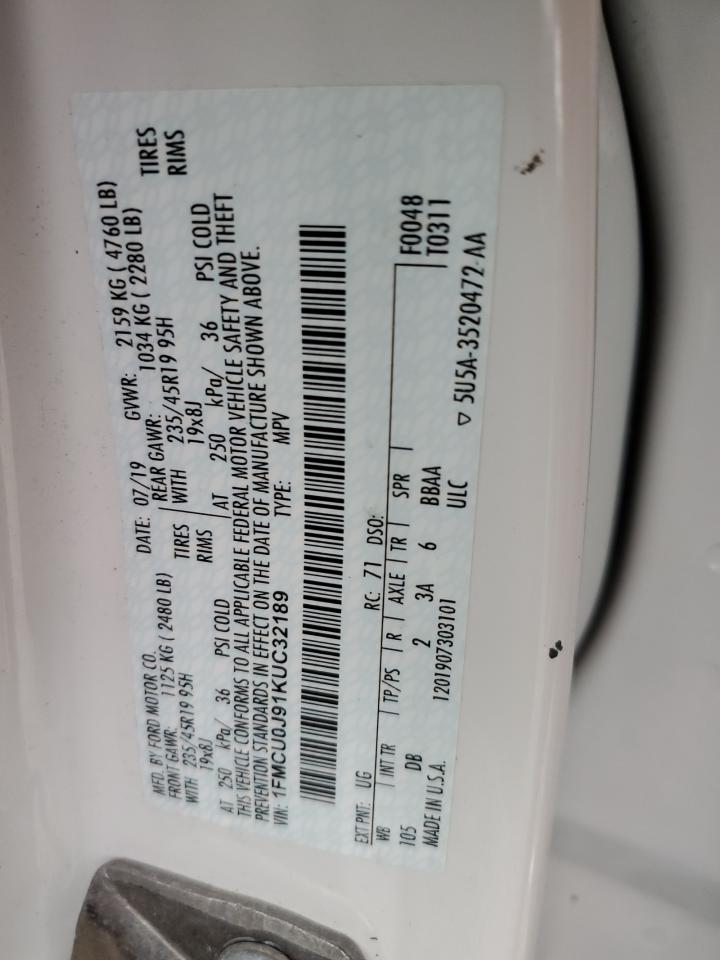 MFD. BY FORD MOTOR CO.
DATE: 07/19 GVWR: 2159 KG ( 4760 LB)
FRONT GAWR: 1125 KG ( 2480 LB) REAR GAWR: 1034 KG ( 2280 LB)
WITH 235/45R19 95H TIRES WITH 235/45R19 95H TIRES
19x8J RIMS 19x8J RIMS
AT 250 kPa/ 36 PSI COLD AT 250 kPa/ 36 PSI COLD
THIS VEHICLE CONFORMS TO ALL APPLICABLE FEDERAL MOTOR VEHICLE SAFETY AND THEFT
PREVENTION STANDARDS IN EFFECT ON THE DATE OF MANUFACTURE SHOWN ABOVE.
VIN: 1FMCU0J91KUC32189 TYPE: MPV
EXT PNT: UG RC: 71 DSO:
WB INT TR TP/PS R AXLE TR SPR F0048
105 DB 2 3A 6 BBAA T0311
MADE IN U.S.A. 1201907303101 ULC ▽ 5U5A-3520472-AA